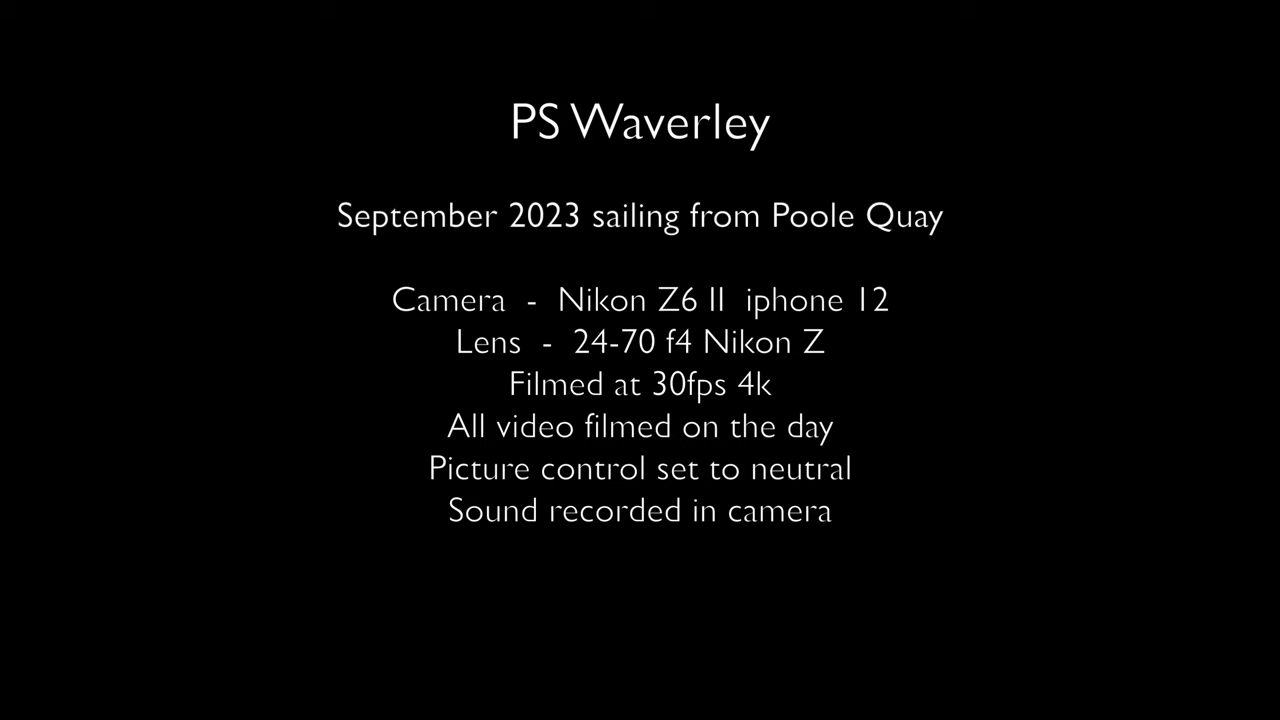 PS Waverley
September 2023 sailing from Poole Quay
Camera - Nikon Z6 II iphone 12
Lens - 24-70 f4 Nikon Z
Filmed at 30fps 4k
All video filmed on the day
Picture control set to neutral
Sound recorded in camera